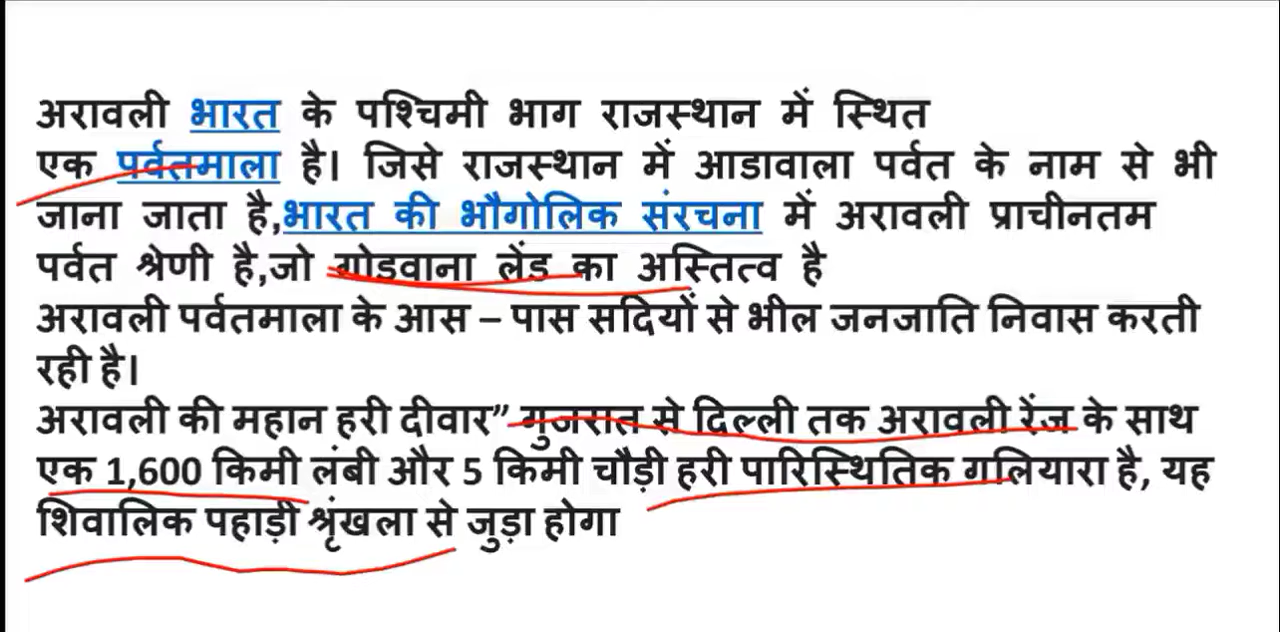 अरावली भारत के पश्चिमी भाग राजस्थान में स्थित
एक पर्वतमाला है। जिसे राजस्थान में आडावाला पर्वत के नाम से भी
जाना जाता है,भारत की भौगोलिक संरचना में अरावली प्राचीनतम
पर्वत श्रेणी है,जो गोडवाना लेंड का अस्तित्व है
अरावली पर्वतमाला के आस – पास सदियों से भील जनजाति निवास करती
रही है।
अरावली की महान हरी दीवार” गुजरात से दिल्ली तक अरावली रेंज के साथ
एक 1,600 किमी लंबी और 5 किमी चौड़ी हरी पारिस्थितिक गलियारा है, यह
शिवालिक पहाड़ी श्रृंखला से जुड़ा होगा